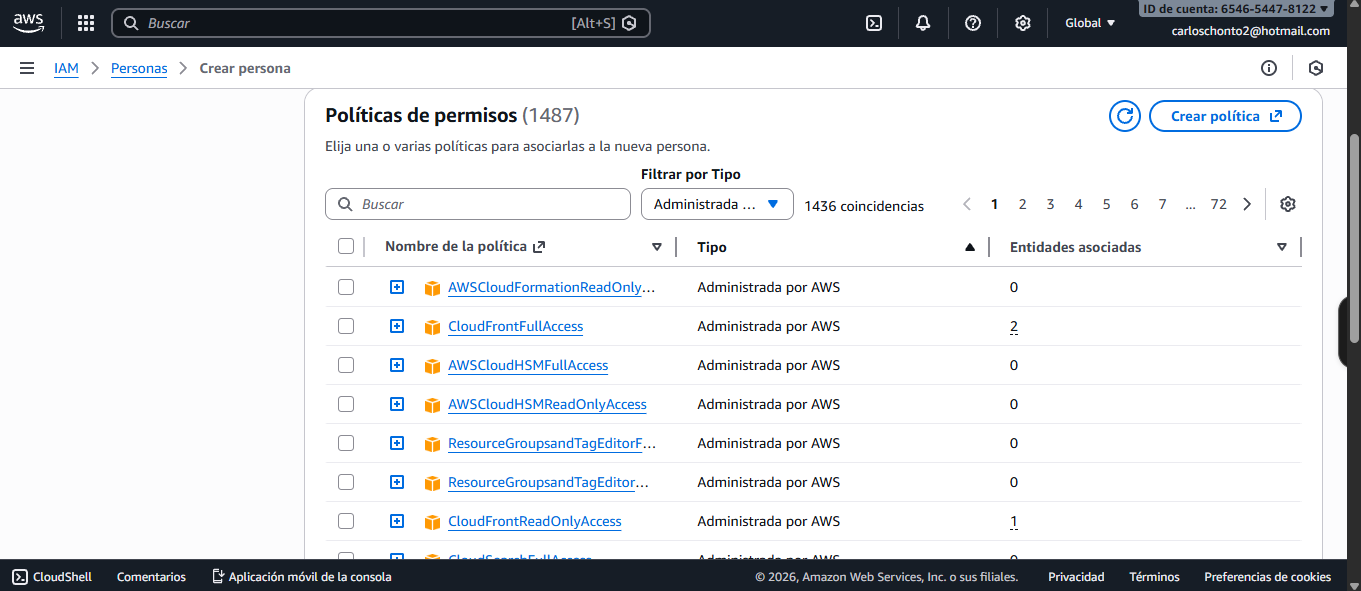 aws
Buscar
[Alt+S]
Global
ID de cuenta: 6546-5447-8122
carloschonto2@hotmail.com
IAM
Personas
Crear persona
Políticas de permisos (1487)
Crear política
Elija una o varias políticas para asociarlas a la nueva persona.
Filtrar por Tipo
Buscar
Administrada ...
1436 coincidencias
1 2 3 4 5 6 7 ... 72
Nombre de la política Tipo Entidades asociadas
AWSCloudFormationReadOnly... Administrada por AWS 0
CloudFrontFullAccess Administrada por AWS 2
AWSCloudHSMFullAccess Administrada por AWS 0
AWSCloudHSMReadOnlyAccess Administrada por AWS 0
ResourceGroupsandTagEditorF... Administrada por AWS 0
ResourceGroupsandTagEditor... Administrada por AWS 0
CloudFrontReadOnlyAccess Administrada por AWS 1
CloudSearchFullAccess Administrada por AWS 0
CloudShell Comentarios Aplicación móvil de la consola © 2026, Amazon Web Services, Inc. o sus filiales. Privacidad Términos Preferencias de cookies